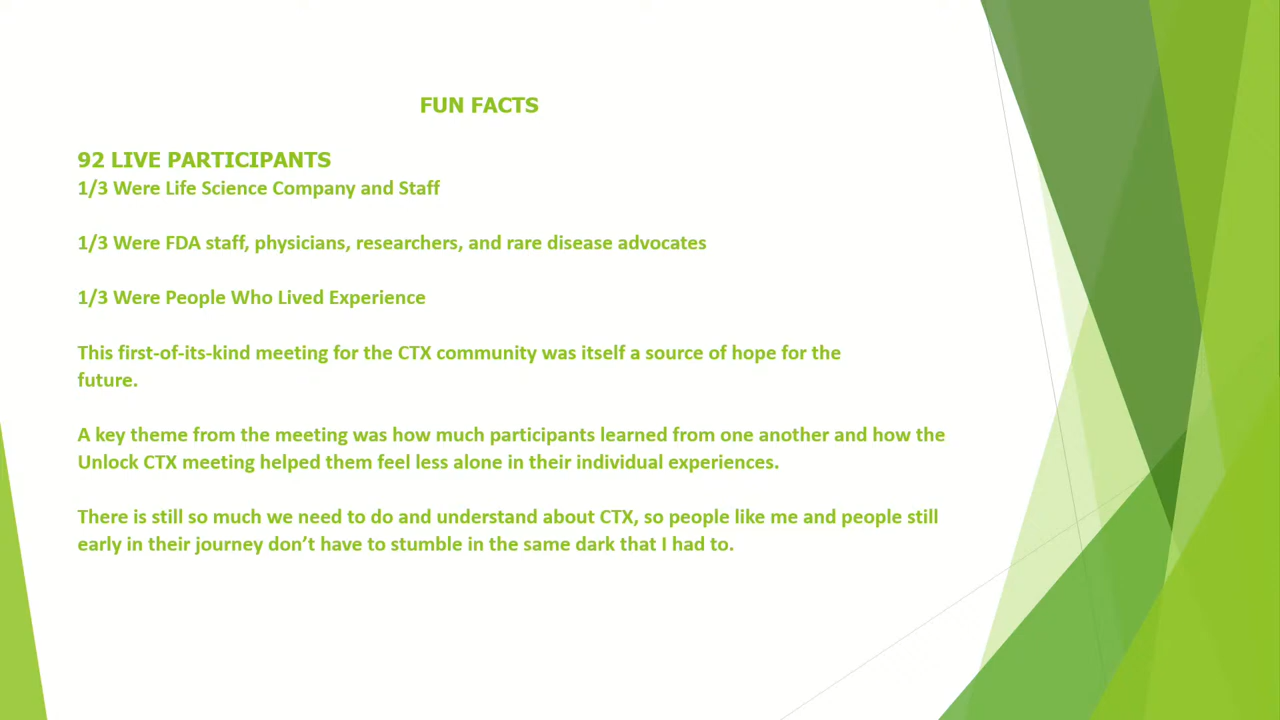 FUN FACTS
92 LIVE PARTICIPANTS
1/3 Were Life Science Company and Staff
1/3 Were FDA staff, physicians, researchers, and rare disease advocates
1/3 Were People Who Lived Experience
This first-of-its-kind meeting for the CTX community was itself a source of hope for the
future.
A key theme from the meeting was how much participants learned from one another and how the
Unlock CTX meeting helped them feel less alone in their individual experiences.
There is still so much we need to do and understand about CTX, so people like me and people still
early in their journey don’t have to stumble in the same dark that I had to.